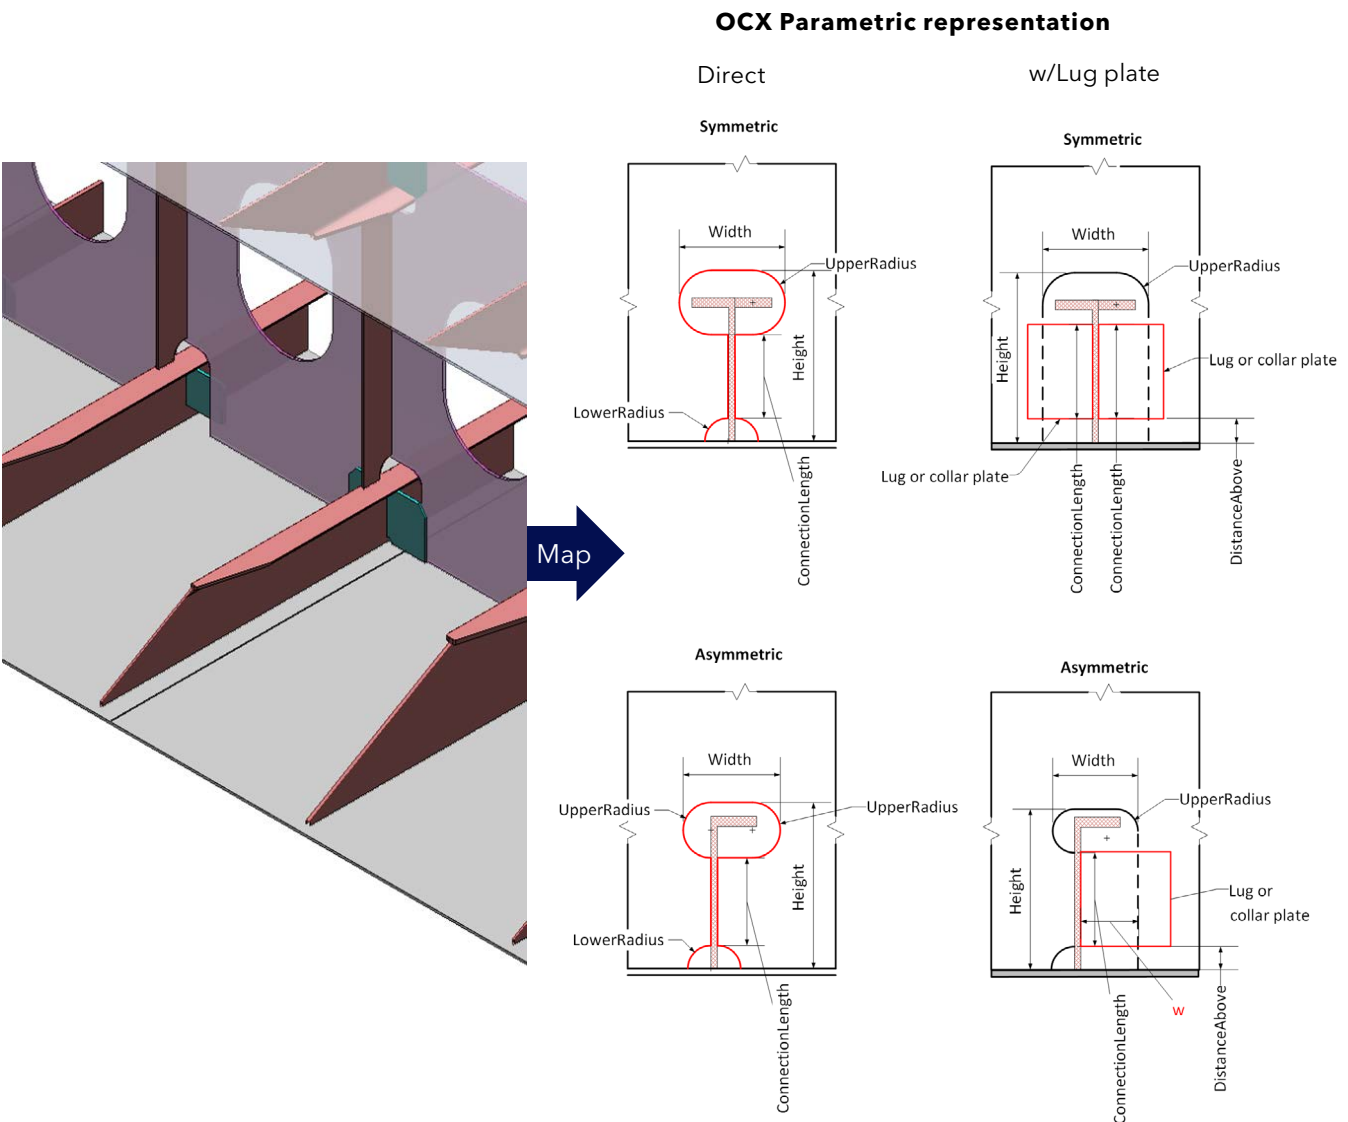 OCX Parametric representation
Direct
w/Lug plate
Symmetric
Width
UpperRadius
Height
LowerRadius
ConnectionLength
Symmetric
Width
UpperRadius
Height
Lug or collar plate
Lug or collar plate
ConnectionLength
ConnectionLength
DistanceAbove
Map
Asymmetric
Width
UpperRadius
UpperRadius
Height
LowerRadius
ConnectionLength
Asymmetric
Width
UpperRadius
Height
Lug or
collar plate
w
ConnectionLength
DistanceAbove